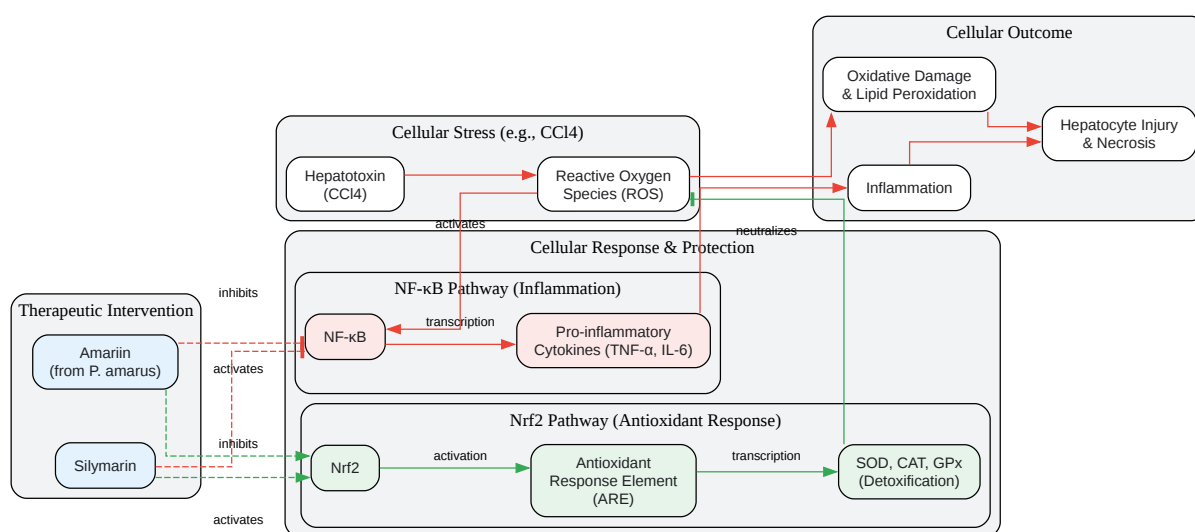 Cellular Outcome
Oxidative Damage
& Lipid Peroxidation
Hepatocyte Injury
& Necrosis
Inflammation
Cellular Stress (e.g., CCl4)
Hepatotoxin
(CCl4)
Reactive Oxygen
Species (ROS)
activates
neutralizes
Cellular Response & Protection
NF-κB Pathway (Inflammation)
NF-κB
transcription
Pro-inflammatory
Cytokines (TNF-α, IL-6)
Therapeutic Intervention
Amariin
(from P. amarus)
Silymarin
inhibits
activates
inhibits
activates
Nrf2 Pathway (Antioxidant Response)
Nrf2
activation
Antioxidant
Response Element
(ARE)
transcription
SOD, CAT, GPx
(Detoxification)